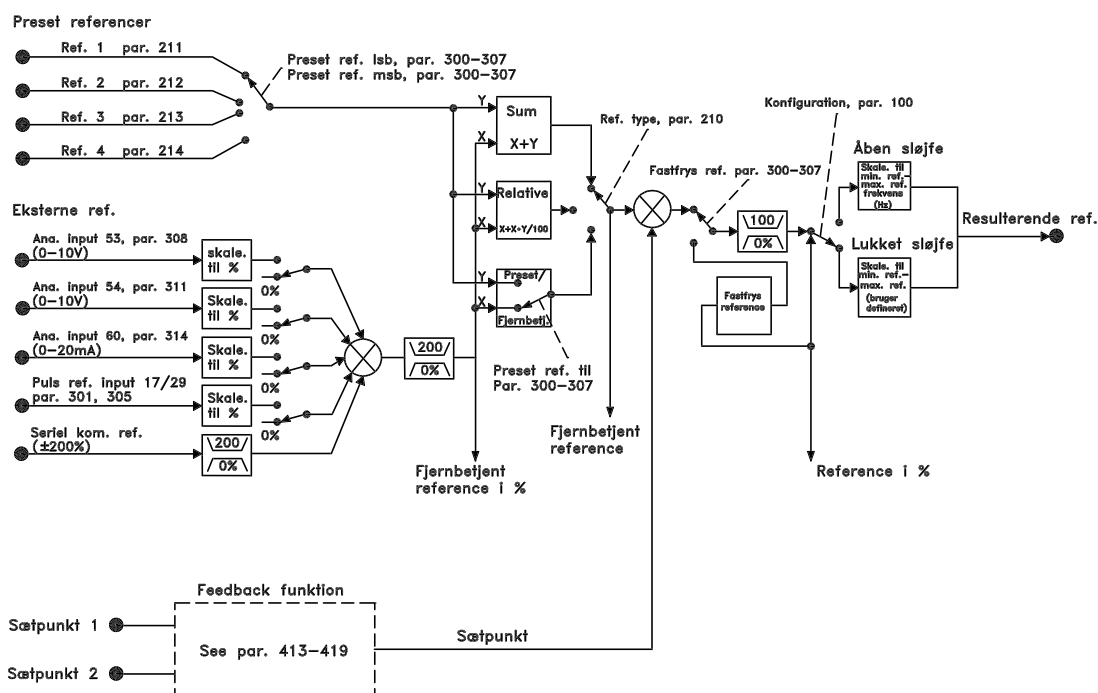 Preset referencer
Ref. 1 par. 211
Ref. 2 par. 212
Ref. 3 par. 213
Ref. 4 par. 214
Preset ref. lsb, par. 300-307
Preset ref. msb, par. 300-307
Eksterne ref.
Ana. input 53, par. 308
(0-10V)
skale.
til %
0%
Ana. input 54, par. 311
(0-10V)
Skale.
til %
0%
Ana. input 60, par. 314
(0-20mA)
Skale.
til %
0%
Puls ref. input 17/29
par. 301, 305
Skale.
til %
0%
Seriel kom. ref.
(±200%)
200
0%
200
0%
Fjernbetjent
reference i %
Y
X
Sum
X+Y
Y
X
Relative
X+X*Y/100
Y
X
Preset/
Fjernbetj.
Preset ref. til
Par. 300-307
Ref. type, par. 210
Fjernbetjent
reference
Fastfrys ref. par. 300-307
100
0%
Fastfrys
reference
Reference i %
Konfiguration, par. 100
Åben sløjfe
Skale. til
min. ref.-
max. ref.
frekvens
(Hz)
Lukket sløjfe
Skale. til
min. ref.-
max. ref.
(bruger
defineret)
Resulterende ref.
Feedback funktion
Sætpunkt 1
Sætpunkt 2
See par. 413-419
Sætpunkt